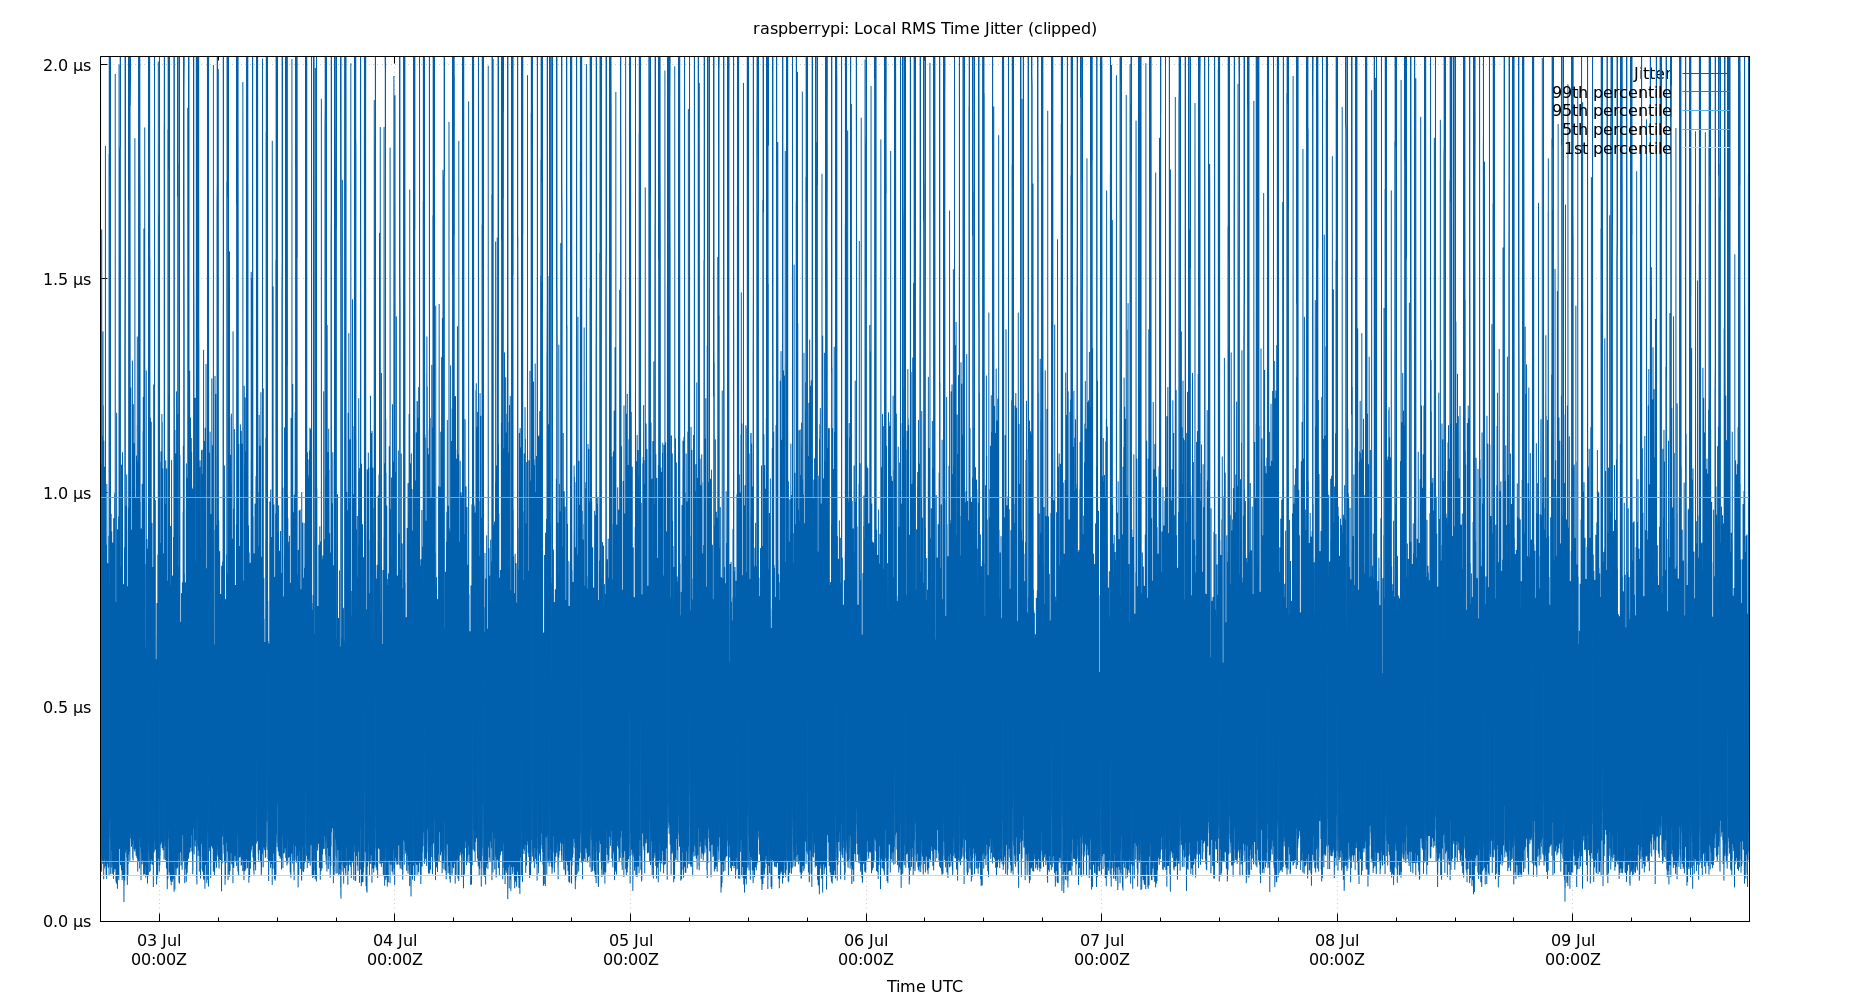 raspberrypi: Local RMS Time Jitter (clipped)
2.0 µs
1.5 µs
1.0 µs
0.5 µs
0.0 µs
Jitter
99th percentile
95th percentile
5th percentile
1st percentile
03 Jul 04 Jul 05 Jul 06 Jul 07 Jul 08 Jul 09 Jul
00:00Z 00:00Z 00:00Z 00:00Z 00:00Z 00:00Z 00:00Z
Time UTC